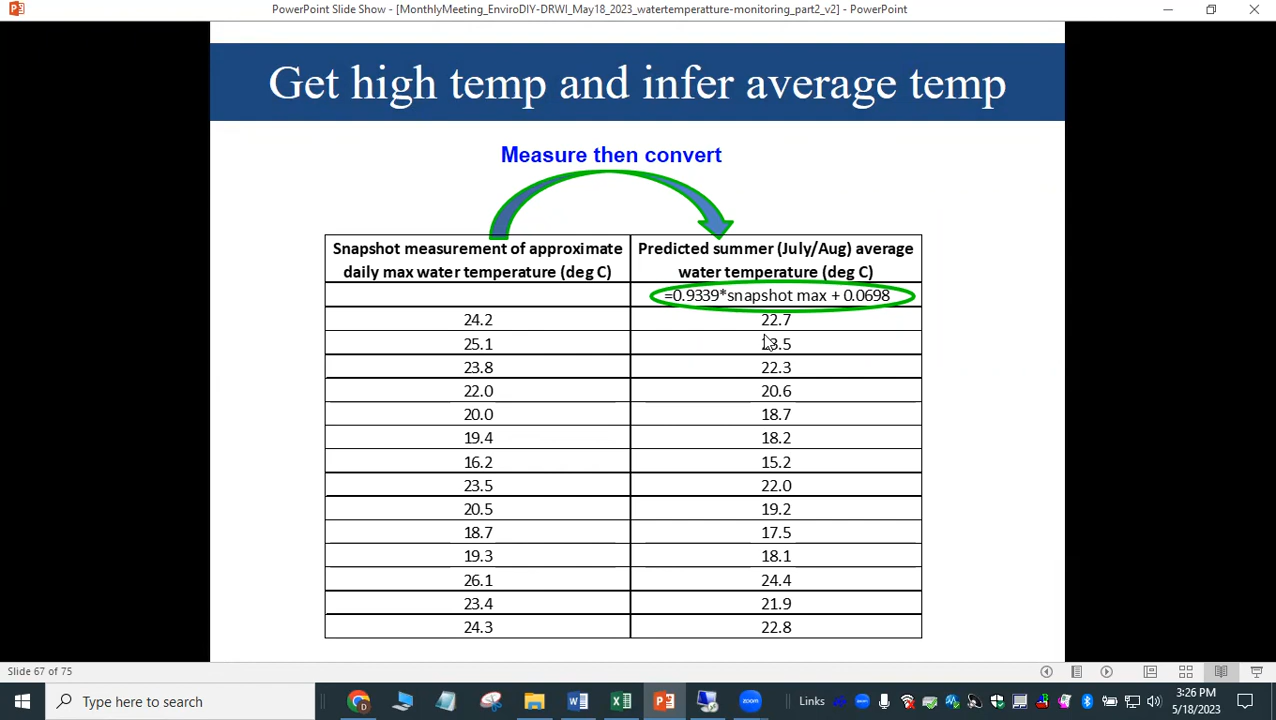 PowerPoint Slide Show - [MonthlyMeeting_EnviroDIY-DRWI_May18_2023_watertemperatture-monitoring_part2_v2] - PowerPoint
Get high temp and infer average temp
Measure then convert
Snapshot measurement of approximate daily max water temperature (deg C)
Predicted summer (July/Aug) average water temperature (deg C)
=0.9339*snapshot max + 0.0698
24.2 22.7
25.1 23.5
23.8 22.3
22.0 20.6
20.0 18.7
19.4 18.2
16.2 15.2
23.5 22.0
20.5 19.2
18.7 17.5
19.3 18.1
26.1 24.4
23.4 21.9
24.3 22.8
Slide 67 of 75
Type here to search
zoom
Links
zoom
3:26 PM
5/18/2023